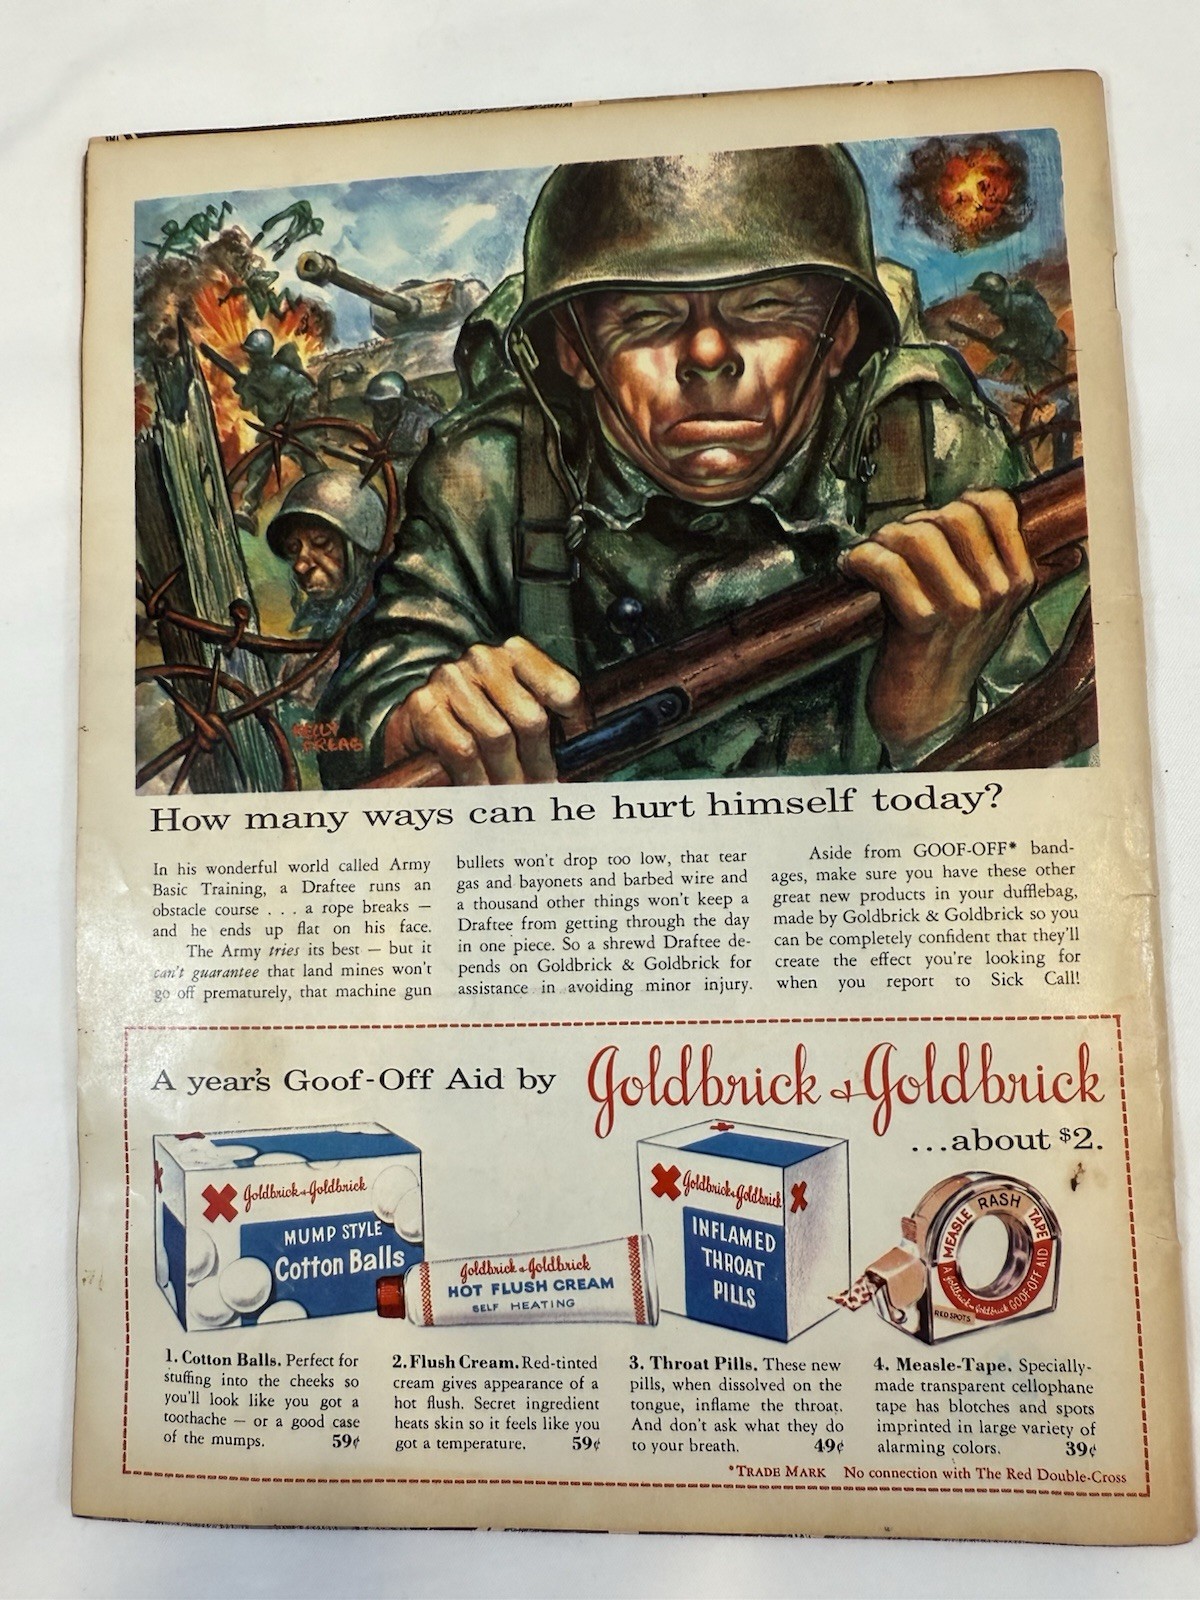 KELLY
FREAS
How many ways can he hurt himself today?
In his wonderful world called Army
Basic Training, a Draftee runs an
obstacle course . . . a rope breaks —
and he ends up flat on his face.
The Army tries its best — but it
can't guarantee that land mines won't
go off prematurely, that machine gun
bullets won't drop too low, that tear
gas and bayonets and barbed wire and
a thousand other things won't keep a
Draftee from getting through the day
in one piece. So a shrewd Draftee de-
pends on Goldbrick & Goldbrick for
assistance in avoiding minor injury.
Aside from GOOF-OFF* band-
ages, make sure you have these other
great new products in your dufflebag,
made by Goldbrick & Goldbrick so you
can be completely confident that they'll
create the effect you're looking for
when you report to Sick Call!
A year's Goof-Off Aid by Goldbrick & Goldbrick
...about $2.
Goldbrick & Goldbrick
MUMP STYLE
Cotton Balls
Goldbrick & Goldbrick
HOT FLUSH CREAM
SELF HEATING
Goldbrick & Goldbrick
INFLAMED
THROAT
PILLS
MEASLE RASH TAPE
A Goldbrick & Goldbrick GOOF-OFF AID
RED SPOTS
1. Cotton Balls. Perfect for
stuffing into the cheeks so
you'll look like you got a
toothache — or a good case
of the mumps. 59¢
2. Flush Cream. Red-tinted
cream gives appearance of a
hot flush. Secret ingredient
heats skin so it feels like you
got a temperature. 59¢
3. Throat Pills. These new
pills, when dissolved on the
tongue, inflame the throat.
And don't ask what they do
to your breath. 49¢
4. Measle-Tape. Specially-
made transparent cellophane
tape has blotches and spots
imprinted in large variety of
alarming colors. 39¢
*TRADE MARK No connection with The Red Double-Cross